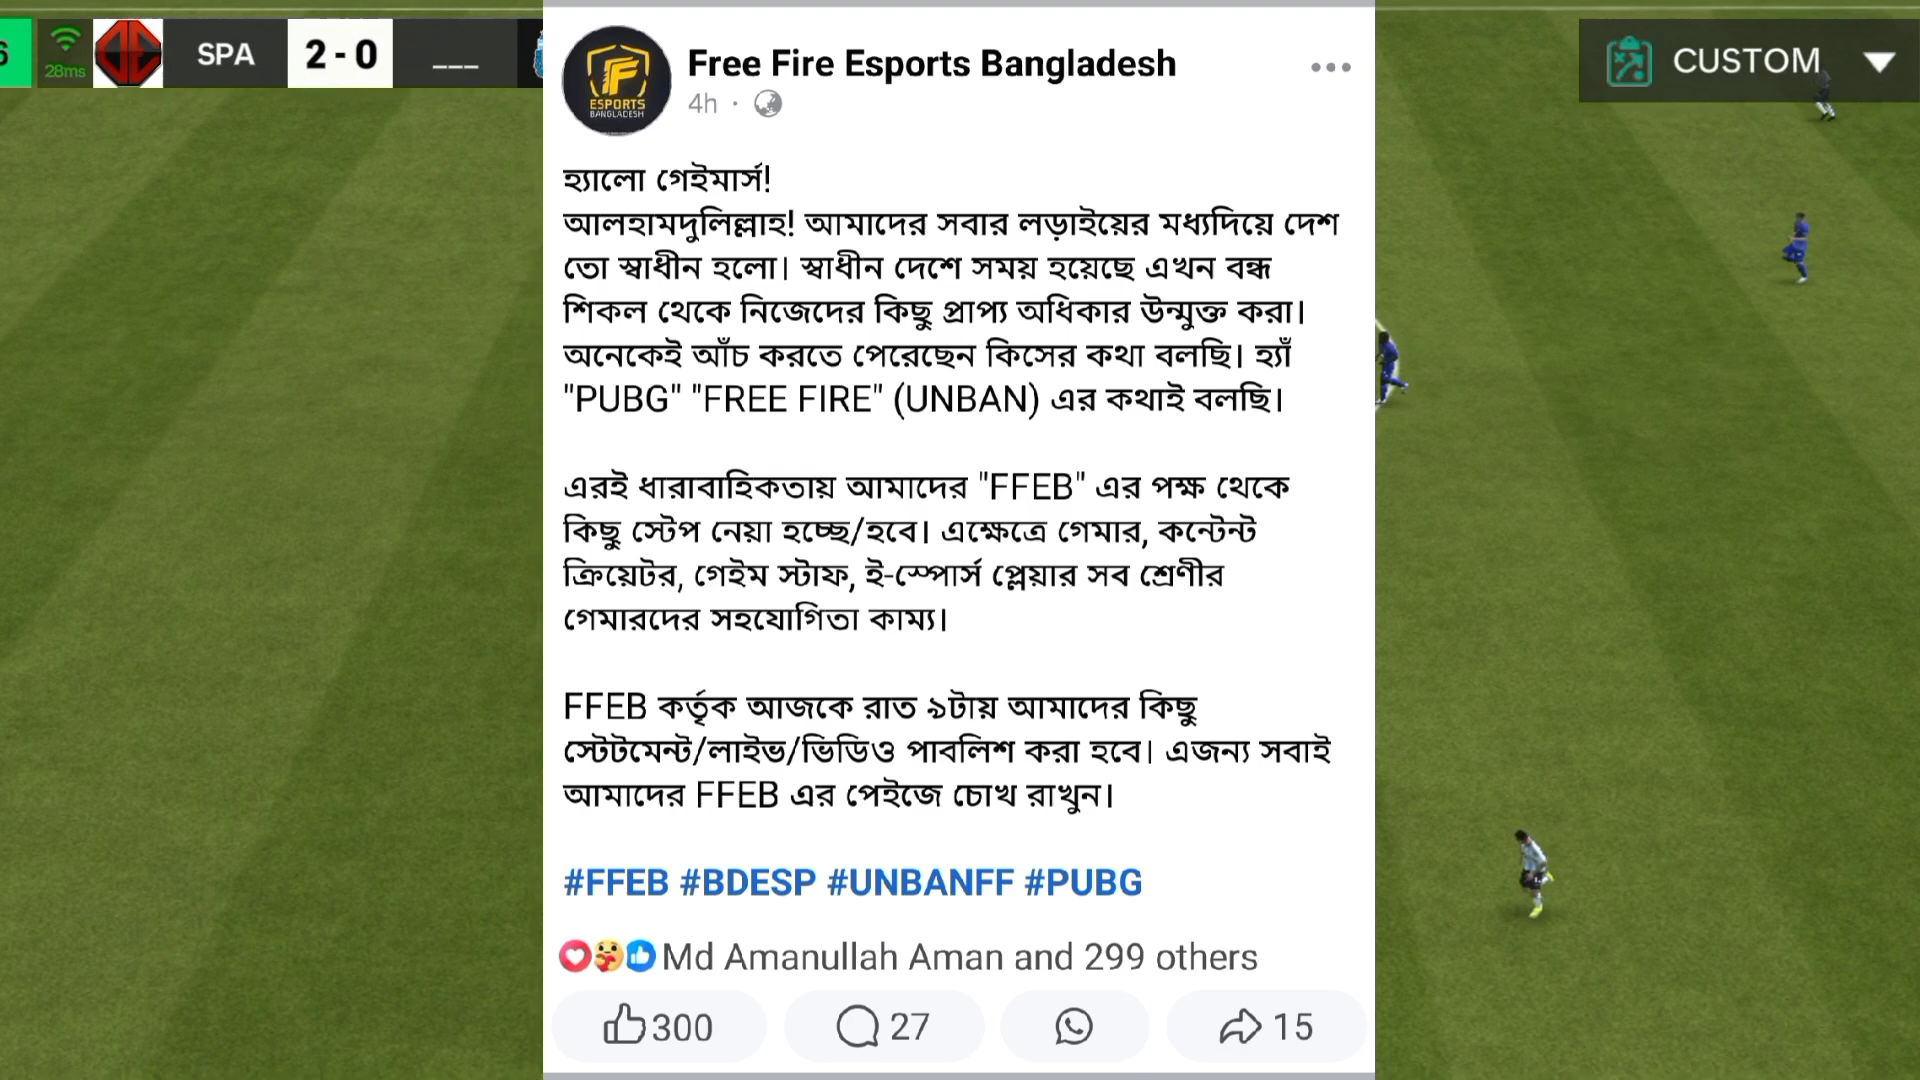 6
28ms
SPA
2 - 0
___
CUSTOM
ESPORTS
BANGLADESH
Free Fire Esports Bangladesh
4h ·
হ্যালো গেইমার্স!
আলহামদুলিল্লাহ! আমাদের সবার লড়াইয়ের মধ্যদিয়ে দেশ
তো স্বাধীন হলো। স্বাধীন দেশে সময় হয়েছে এখন বন্ধ
শিকল থেকে নিজেদের কিছু প্রাপ্য অধিকার উন্মুক্ত করা।
অনেকেই আঁচ করতে পেরেছেন কিসের কথা বলছি। হ্যাঁ
"PUBG" "FREE FIRE" (UNBAN) এর কথাই বলছি।
এরই ধারাবাহিকতায় আমাদের "FFEB" এর পক্ষ থেকে
কিছু স্টেপ নেয়া হচ্ছে/হবে। এক্ষেত্রে গেমার, কন্টেন্ট
ক্রিয়েটর, গেইম স্টাফ, ই-স্পোর্স প্লেয়ার সব শ্রেণীর
গেমারদের সহযোগিতা কাম্য।
FFEB কর্তৃক আজকে রাত ৯টায় আমাদের কিছু
স্টেটমেন্ট/লাইভ/ভিডিও পাবলিশ করা হবে। এজন্য সবাই
আমাদের FFEB এর পেইজে চোখ রাখুন।
#FFEB #BDESP #UNBANFF #PUBG
Md Amanullah Aman and 299 others
300
27
15